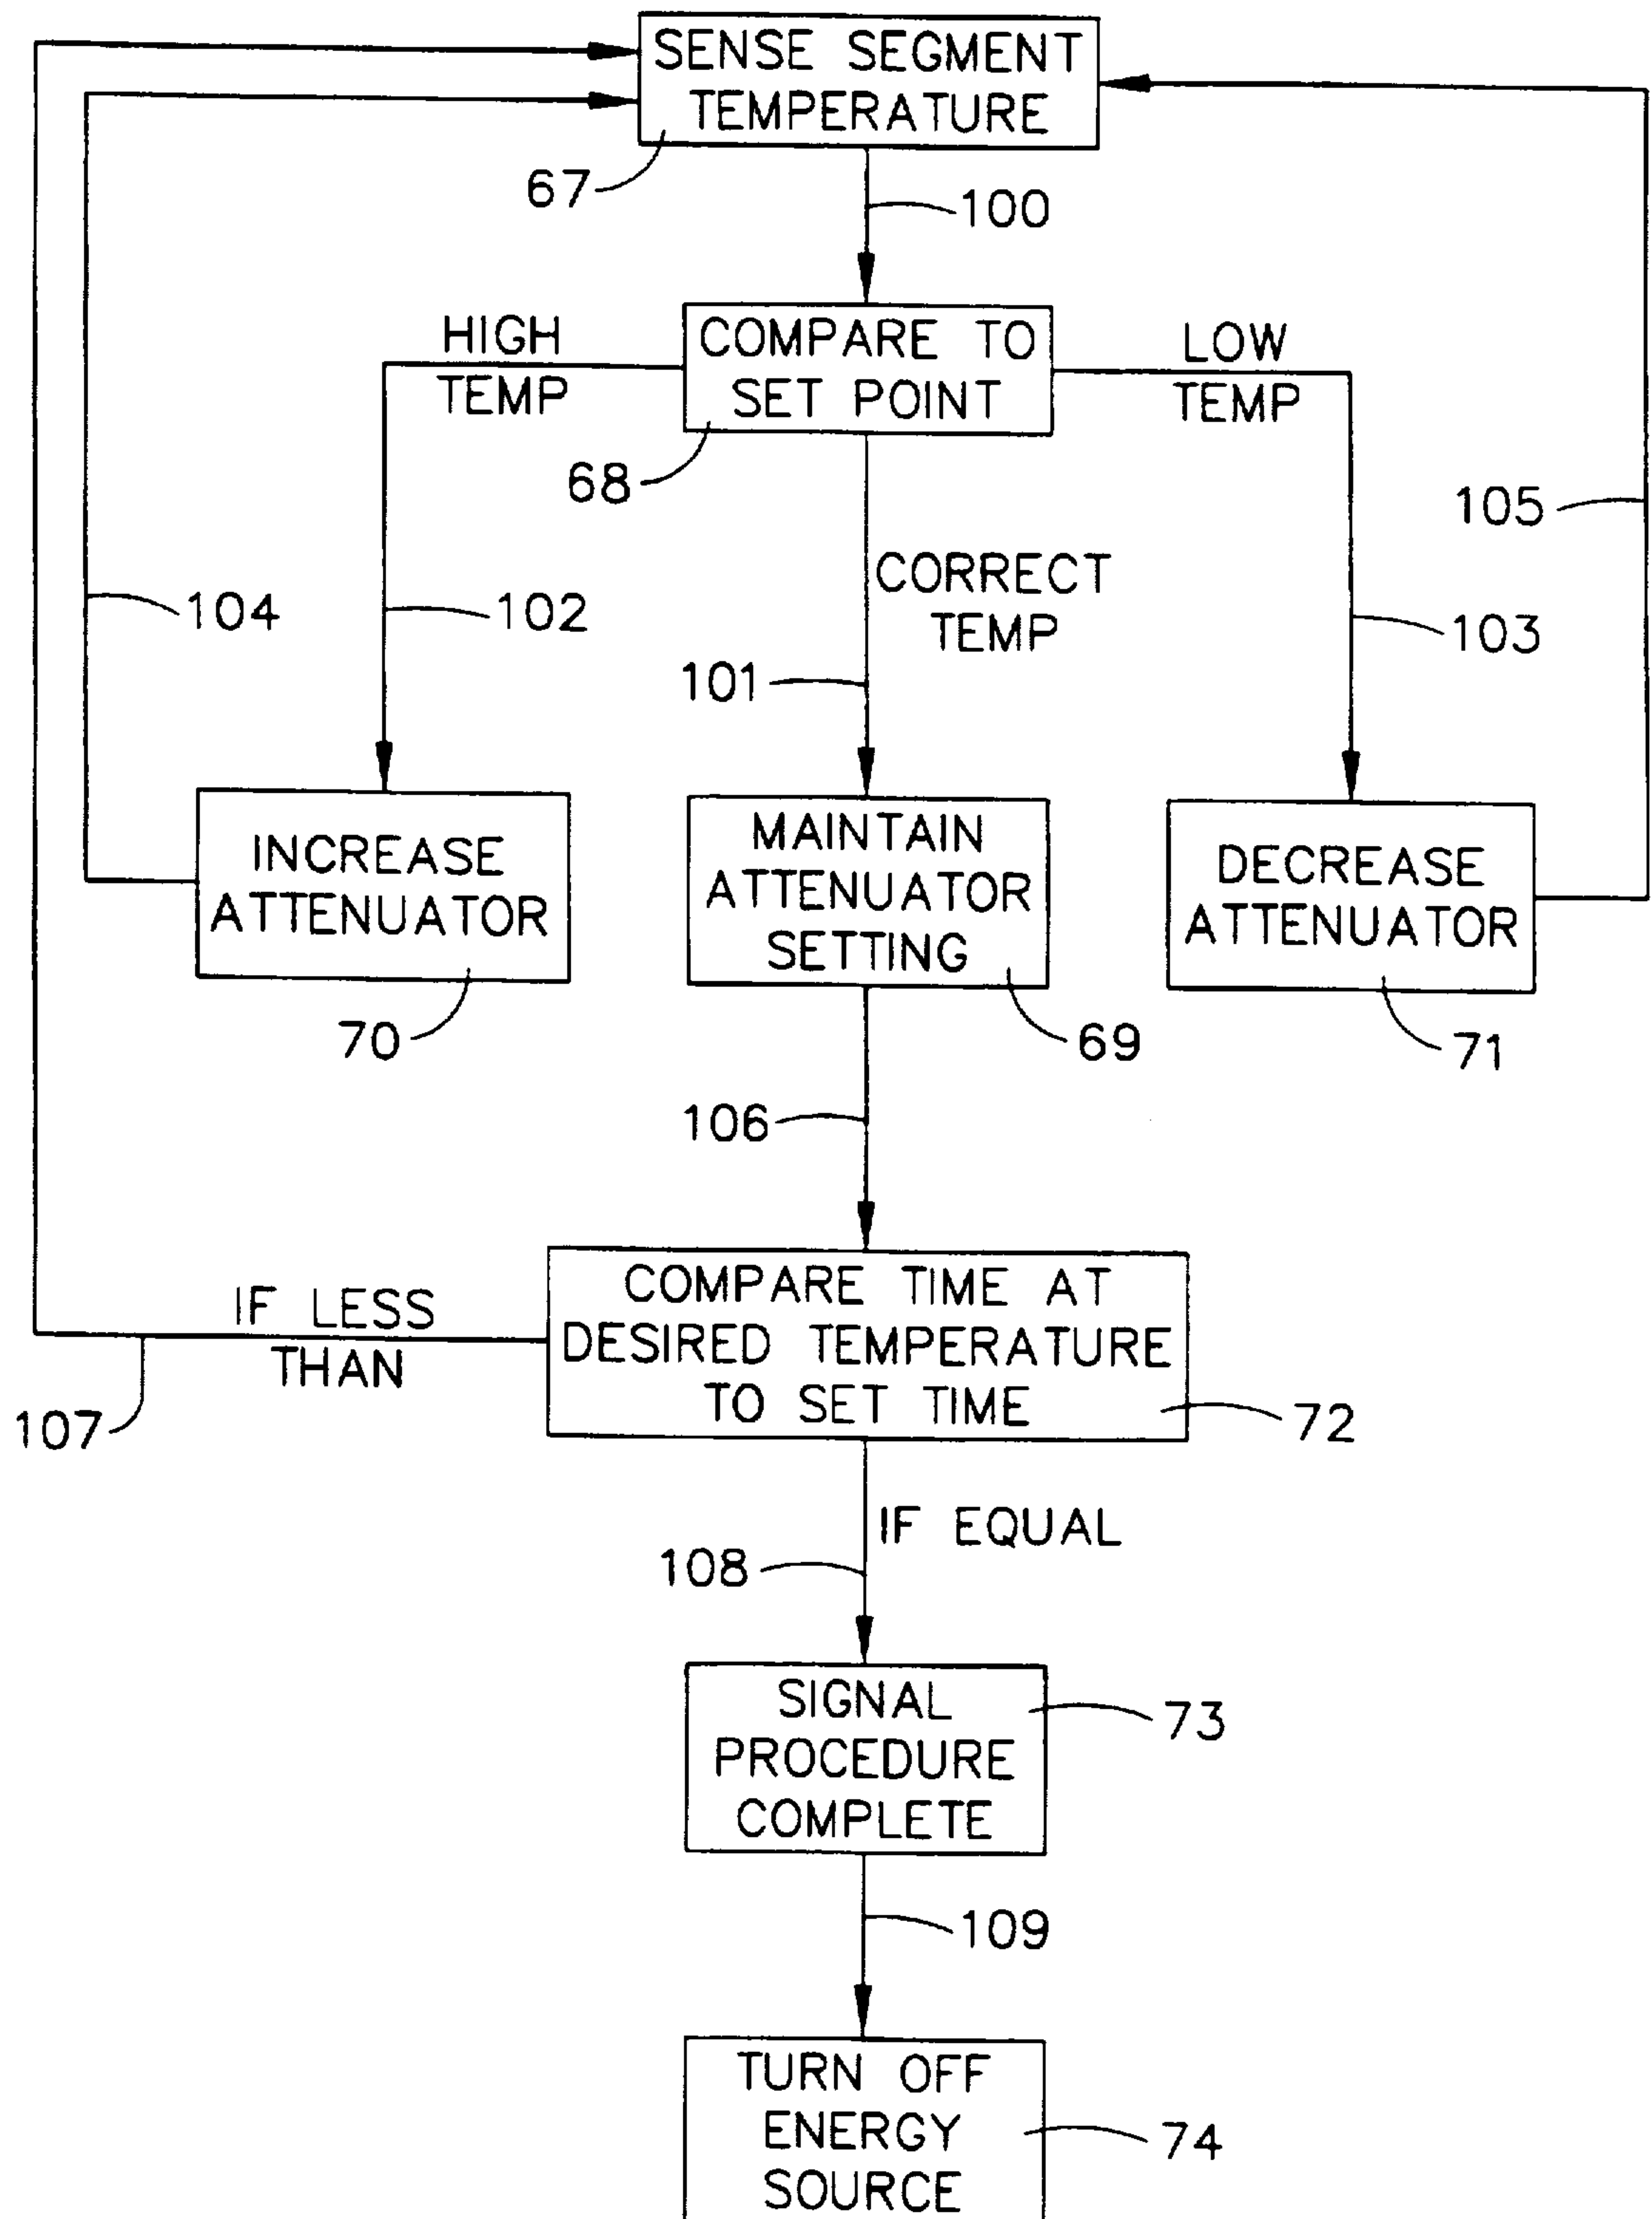 SENSE SEGMENT
TEMPERATURE
67
100
HIGH
TEMP
COMPARE TO
SET POINT
LOW
TEMP
68
105
CORRECT
TEMP
104
102
103
101
INCREASE
ATTENUATOR
MAINTAIN
ATTENUATOR
SETTING
DECREASE
ATTENUATOR
70
69
71
106
COMPARE TIME AT
DESIRED TEMPERATURE
TO SET TIME
IF LESS
THAN
107
72
IF EQUAL
108
SIGNAL
PROCEDURE
COMPLETE
73
109
TURN OFF
ENERGY
SOURCE
74